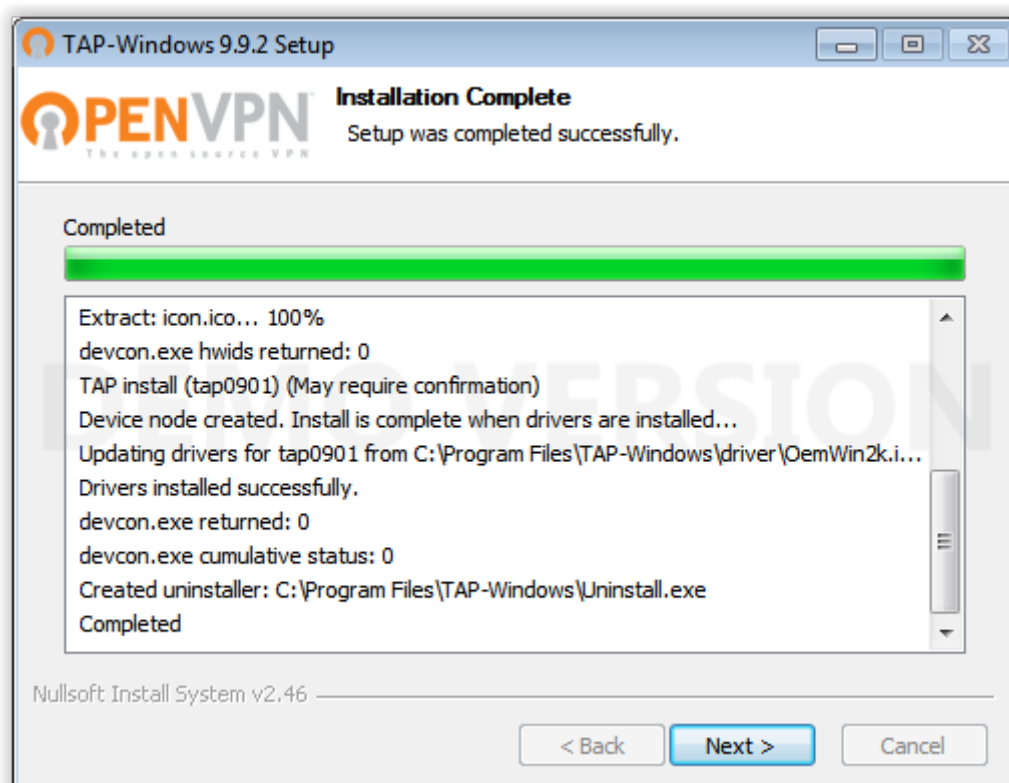 TAP-Windows 9.9.2 Setup
OPENVPN
The open source VPN
Installation Complete
Setup was completed successfully.
Completed
Extract: icon.ico... 100%
devcon.exe hwids returned: 0
TAP install (tap0901) (May require confirmation)
Device node created. Install is complete when drivers are installed...
Updating drivers for tap0901 from C:\Program Files\TAP-Windows\driver\OemWin2k.i...
Drivers installed successfully.
devcon.exe returned: 0
devcon.exe cumulative status: 0
Created uninstaller: C:\Program Files\TAP-Windows\Uninstall.exe
Completed
DEMO VERSION
Nullsoft Install System v2.46
< Back
Next >
Cancel